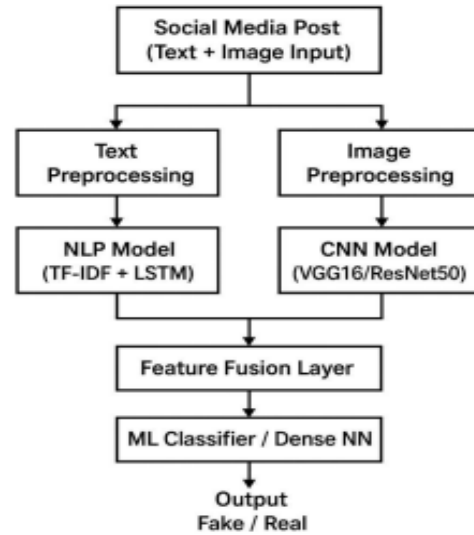 Social Media Post
(Text + Image Input)
Text
Preprocessing
Image
Preprocessing
NLP Model
(TF-IDF + LSTM)
CNN Model
(VGG16/ResNet50)
Feature Fusion Layer
ML Classifier / Dense NN
Output
Fake / Real